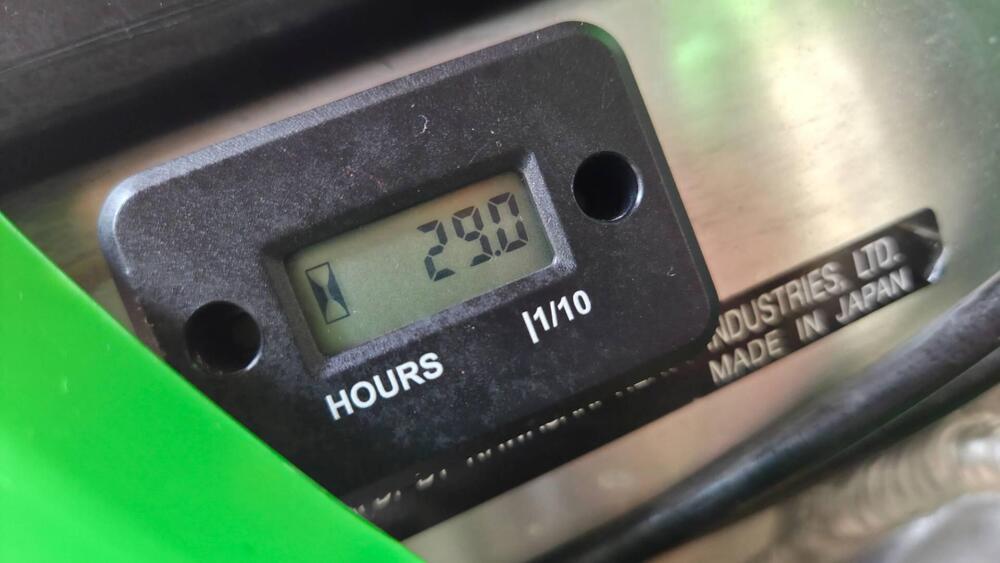 29.0
HOURS
1/10
INDUSTRIES, LTD.
MADE IN JAPAN